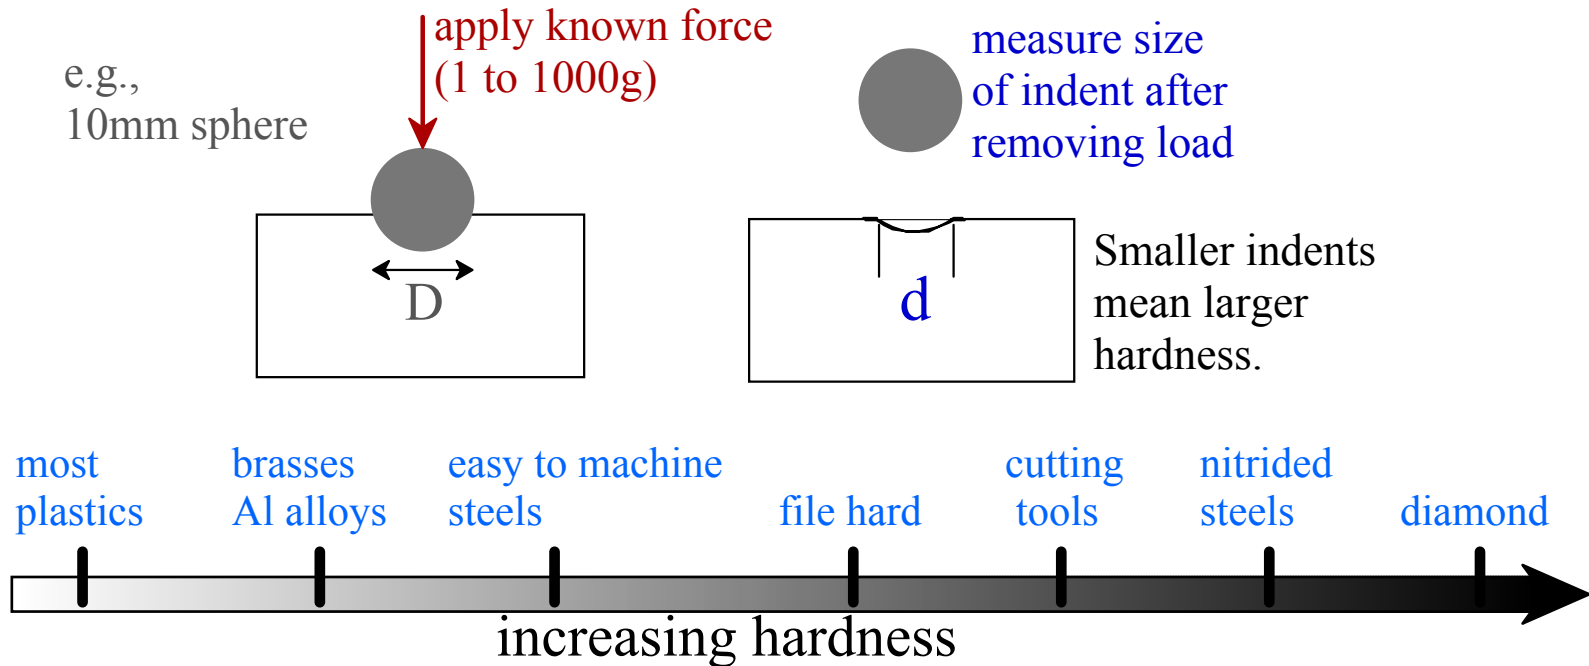 e.g.,
10mm sphere
apply known force
(1 to 1000g)
measure size
of indent after
removing load
D
d
Smaller indents
mean larger
hardness.
most
plastics
brasses
Al alloys
easy to machine
steels
file hard
cutting
tools
nitrided
steels
diamond
increasing hardness